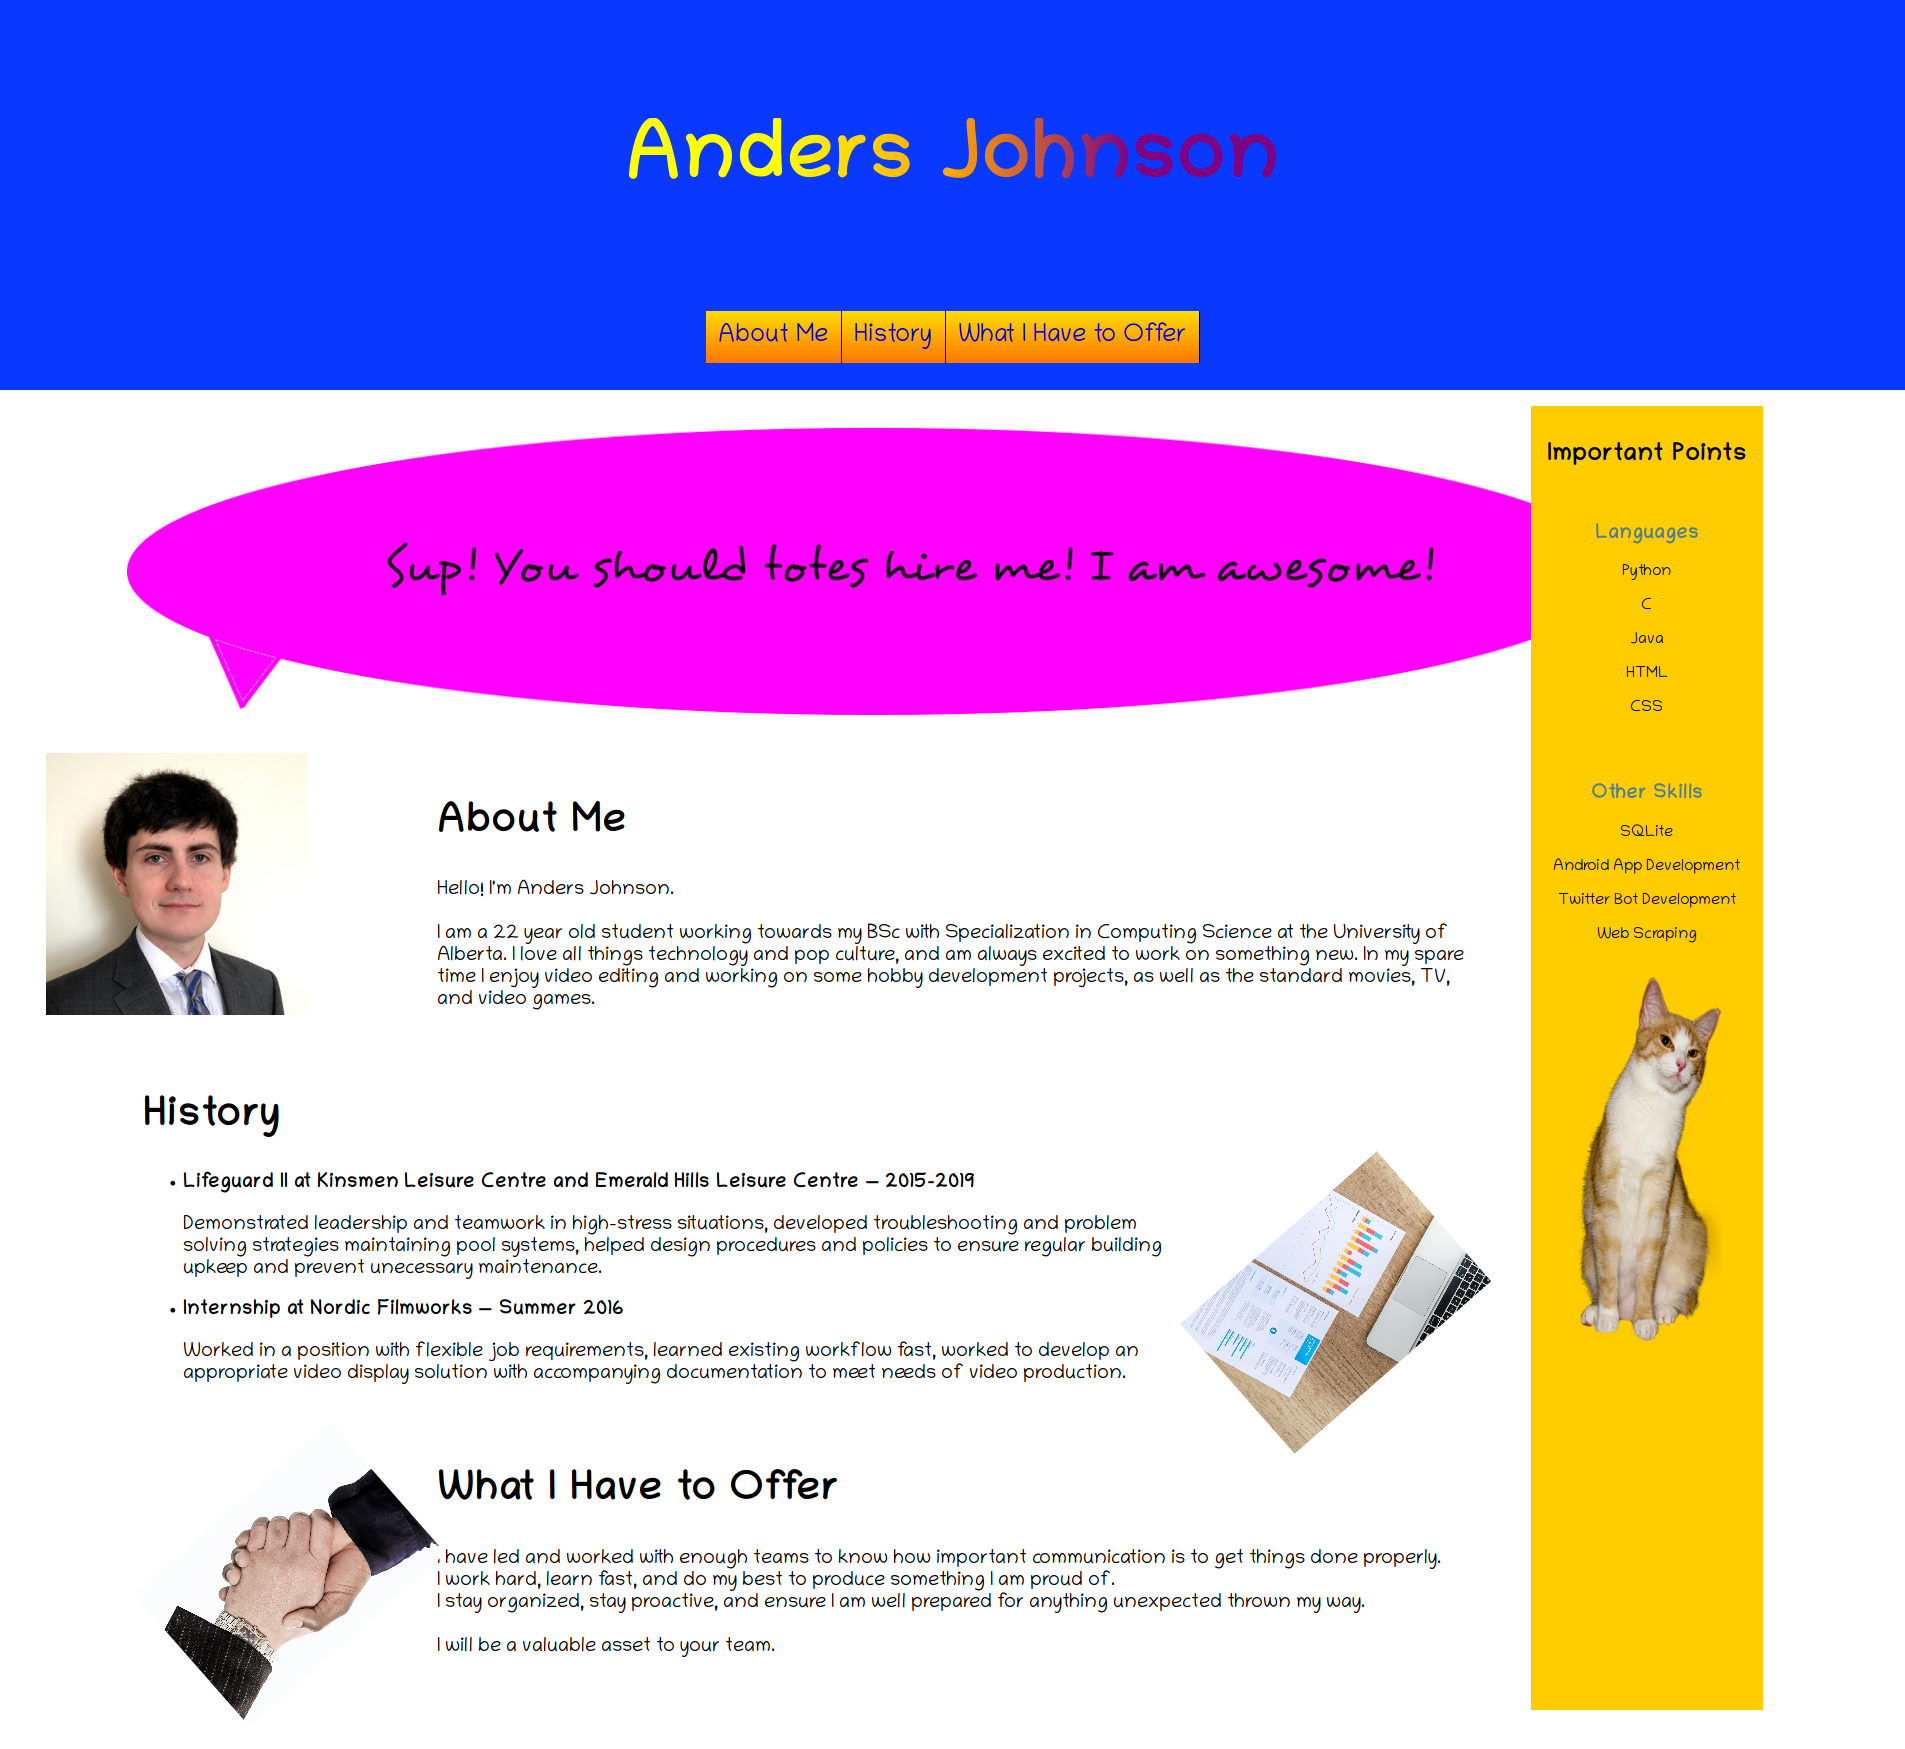 Anders Johnson
About Me
History
What I Have to Offer
Sup! You should totes hire me! I am awesome!
About Me
Hello! I'm Anders Johnson.
I am a 22 year old student working towards my BSc with Specialization in Computing Science at the University of
Alberta. I love all things technology and pop culture, and am always excited to work on something new. In my spare
time I enjoy video editing and working on some hobby development projects, as well as the standard movies, TV,
and video games.
History
• Lifeguard II at Kinsmen Leisure Centre and Emerald Hills Leisure Centre – 2015-2019
Demonstrated leadership and teamwork in high-stress situations, developed troubleshooting and problem
solving strategies maintaining pool systems, helped design procedures and policies to ensure regular building
upkeep and prevent unecessary maintenance.
• Internship at Nordic Filmworks – Summer 2016
Worked in a position with flexible job requirements, learned existing workflow fast, worked to develop an
appropriate video display solution with accompanying documentation to meet needs of video production.
What I Have to Offer
have led and worked with enough teams to know how important communication is to get things done properly.
I work hard, learn fast, and do my best to produce something I am proud of.
I stay organized, stay proactive, and ensure I am well prepared for anything unexpected thrown my way.
I will be a valuable asset to your team.
Important Points
Languages
Python
C
Java
HTML
CSS
Other Skills
SQLite
Android App Development
Twitter Bot Development
Web Scraping